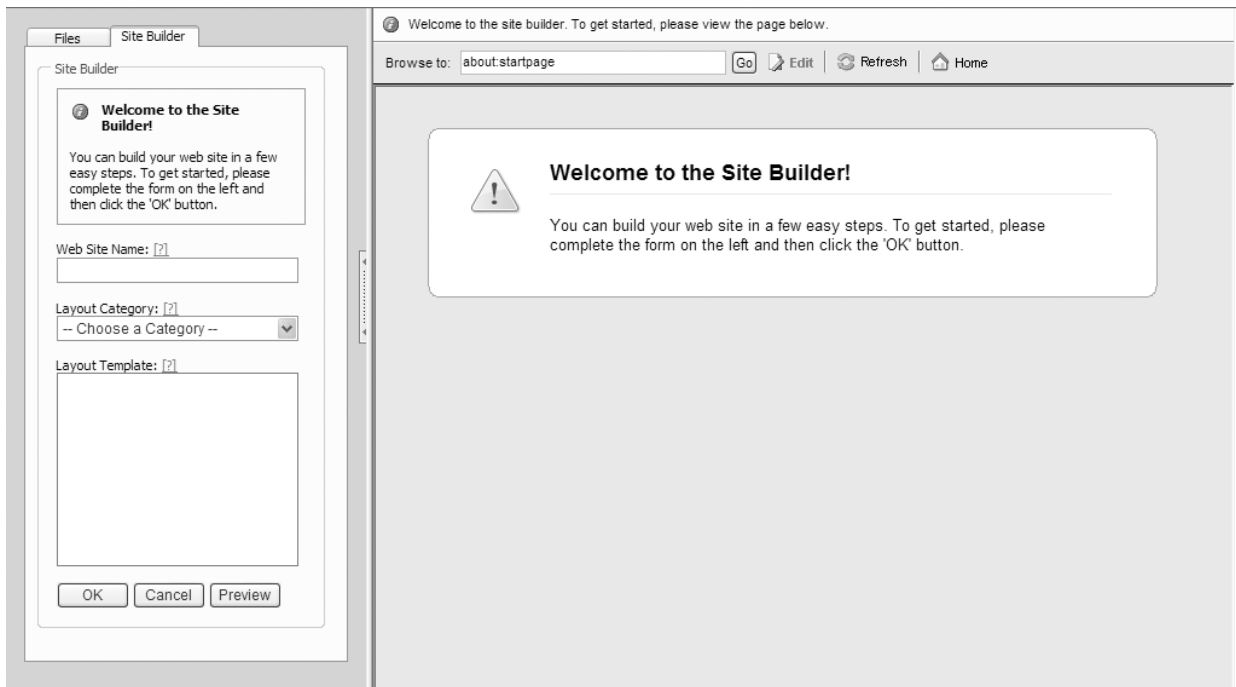 Files
Site Builder
Site Builder
Welcome to the Site
Builder!
You can build your web site in a few
easy steps. To get started, please
complete the form on the left and
then click the 'OK' button.
Web Site Name: [?]
Layout Category: [?]
-- Choose a Category --
Layout Template: [?]
OK
Cancel
Preview
Welcome to the site builder. To get started, please view the page below.
Browse to: about:startpage Go Edit Refresh Home
Welcome to the Site Builder!
You can build your web site in a few easy steps. To get started, please
complete the form on the left and then click the 'OK' button.